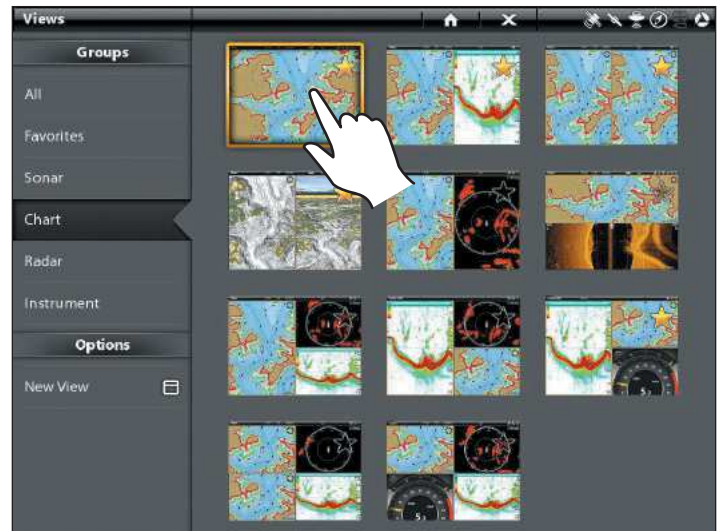 Views
Groups
All
Favorites
Sonar
Chart
Radar
Instrument
Options
New View